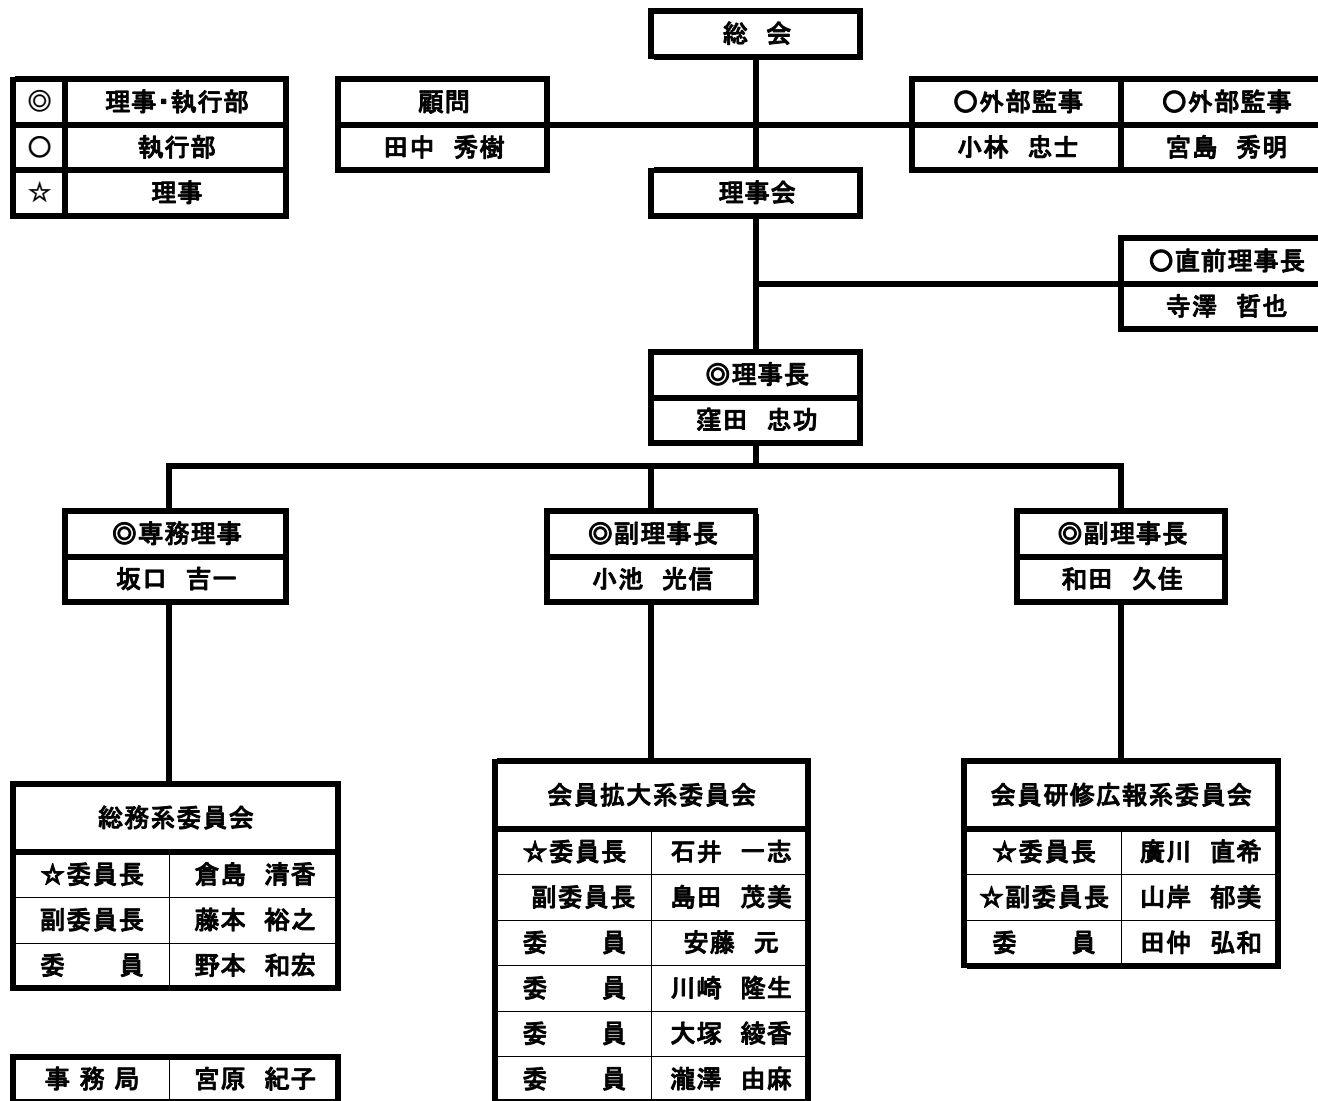 総 会
◎ 理事・執行部
○ 執行部
☆ 理事
顧問
田中 秀樹
○外部監事 ○外部監事
小林 忠士 宮島 秀明
理事会
○直前理事長
寺澤 哲也
◎理事長
窪田 忠功
◎専務理事
坂口 吉一
◎副理事長
小池 光信
◎副理事長
和田 久佳
総務系委員会
☆委員長 倉島 清香
副委員長 藤本 裕之
委 員 野本 和宏
事 務 局 宮原 紀子
会員拡大系委員会
☆委員長 石井 一志
副委員長 島田 茂美
委 員 安藤 元
委 員 川崎 隆生
委 員 大塚 綾香
委 員 瀧澤 由麻
会員研修広報系委員会
☆委員長 廣川 直希
☆副委員長 山岸 郁美
委 員 田仲 弘和